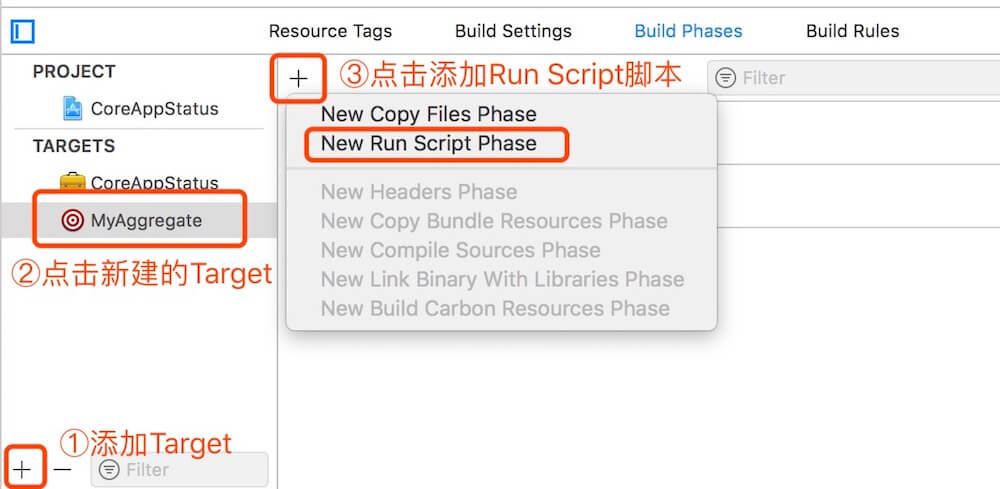 Resource Tags Build Settings Build Phases Build Rules
PROJECT
CoreAppStatus
TARGETS
CoreAppStatus
MyAggregate
②点击新建的Target
①添加Target
Filter
③点击添加Run Script脚本
Filter
New Copy Files Phase
New Run Script Phase
New Headers Phase
New Copy Bundle Resources Phase
New Compile Sources Phase
New Link Binary With Libraries Phase
New Build Carbon Resources Phase